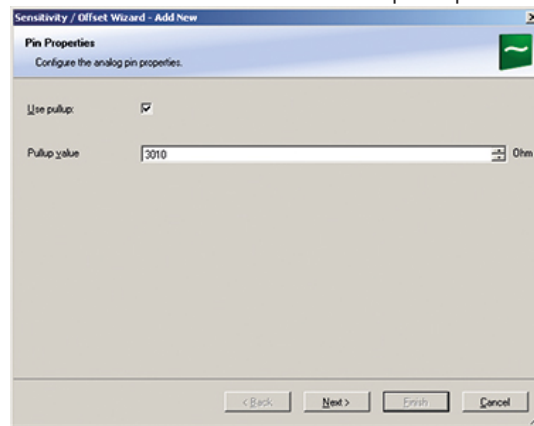 Sensitivity / Offset Wizard - Add New
Pin Properties
Configure the analog pin properties.
Use pullup:
Pullup value 3010 Ohm
< Back Next > Finish Cancel